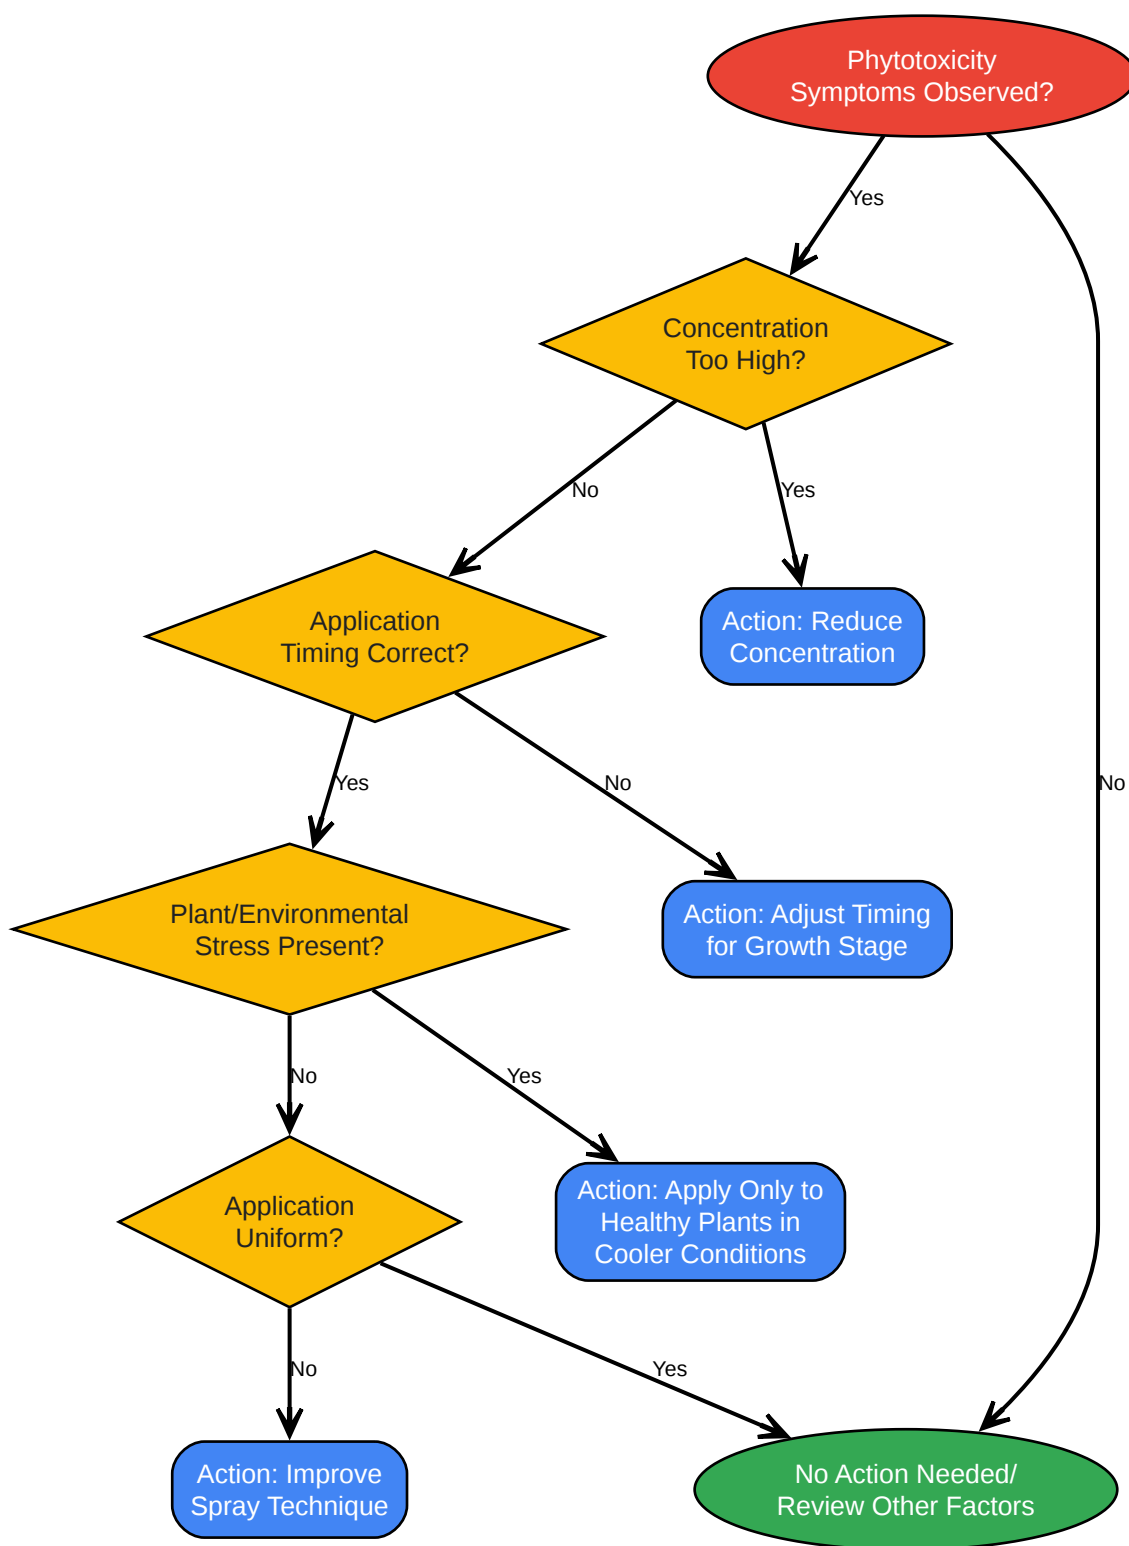 Phytotoxicity
Symptoms Observed?
Yes
Concentration
Too High?
No
Yes
Application
Timing Correct?
Action: Reduce
Concentration
Yes
No
No
Plant/Environmental
Stress Present?
Action: Adjust Timing
for Growth Stage
No
Yes
Application
Uniform?
Action: Apply Only to
Healthy Plants in
Cooler Conditions
No
Yes
Action: Improve
Spray Technique
No Action Needed/
Review Other Factors